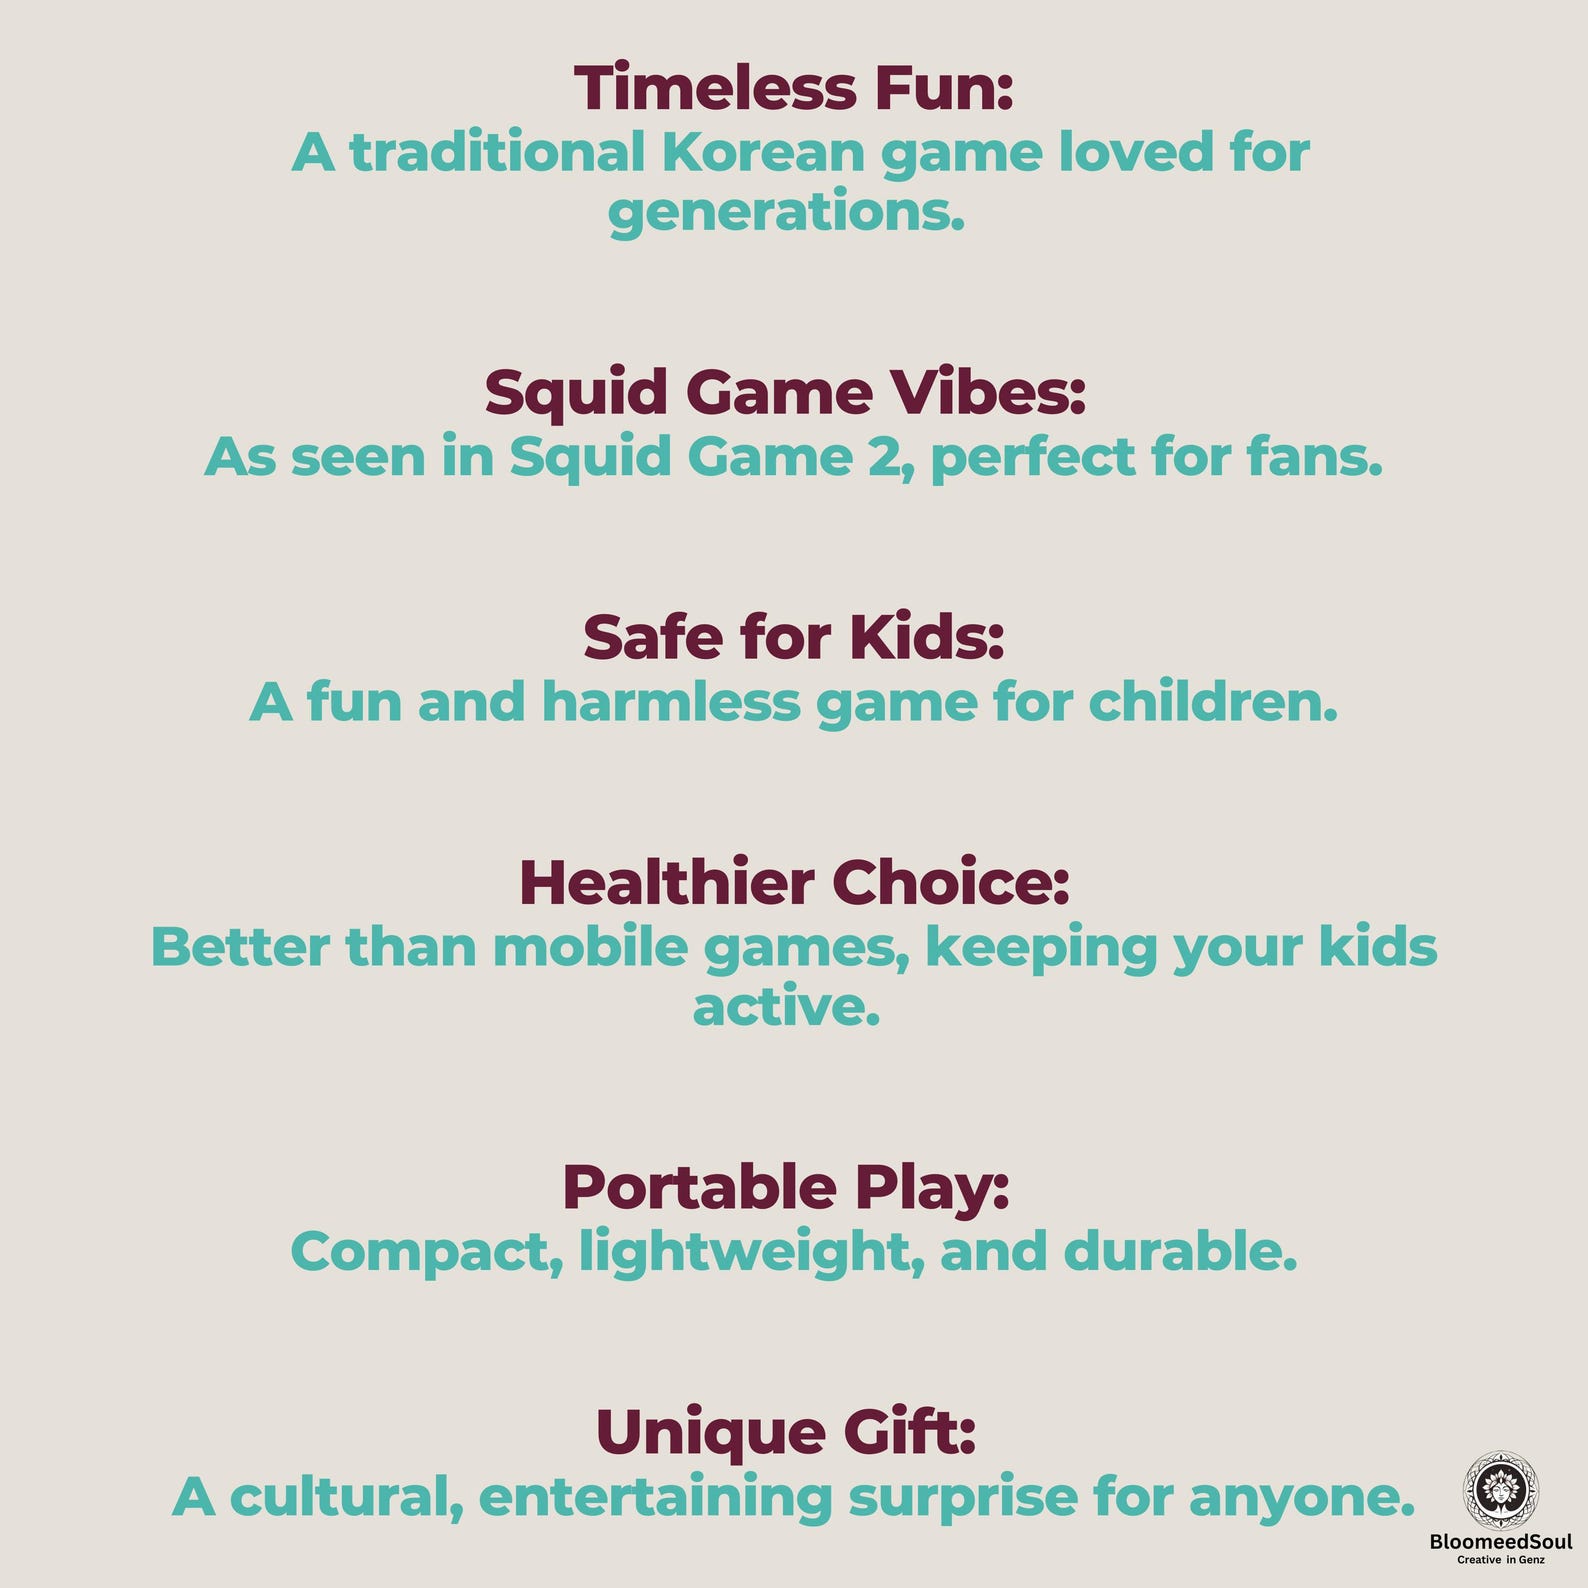 Timeless Fun:
A traditional Korean game loved for
generations.
Squid Game Vibes:
As seen in Squid Game 2, perfect for fans.
Safe for Kids:
A fun and harmless game for children.
Healthier Choice:
Better than mobile games, keeping your kids
active.
Portable Play:
Compact, lightweight, and durable.
Unique Gift:
A cultural, entertaining surprise for anyone.
BloomeedSoul
Creative in Genz